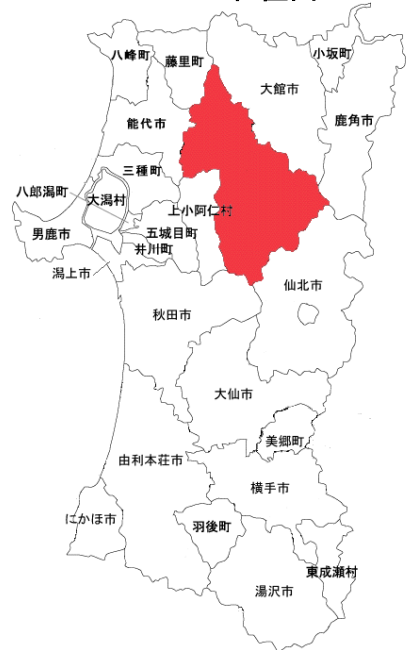 八峰町
藤里町
小坂町
大館市
鹿角市
能代市
三種町
八郎潟町
大潟村
上小阿仁村
男鹿市
五城目町
井川町
潟上市
仙北市
秋田市
大仙市
美郷町
由利本荘市
横手市
にかほ市
羽後町
東成瀬村
湯沢市